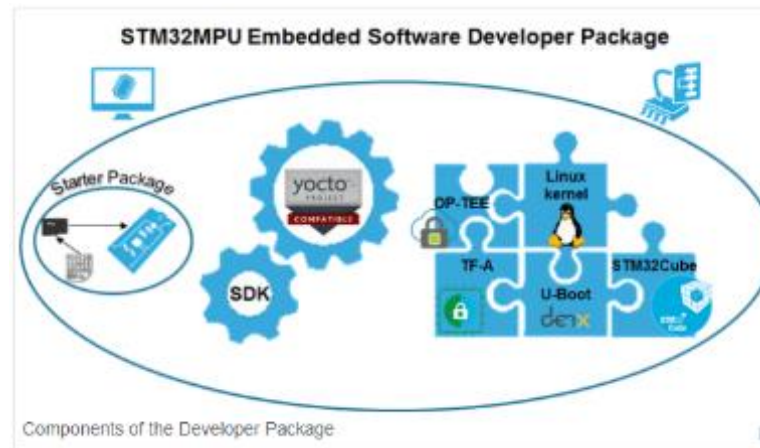 STM32MPU Embedded Software Developer Package
Starter Package
yocto
PROJECT
COMPATIBLE
SDK
OP-TEE
Linux
kernel
TF-A
U-Boot
denx
STM32Cube
Components of the Developer Package